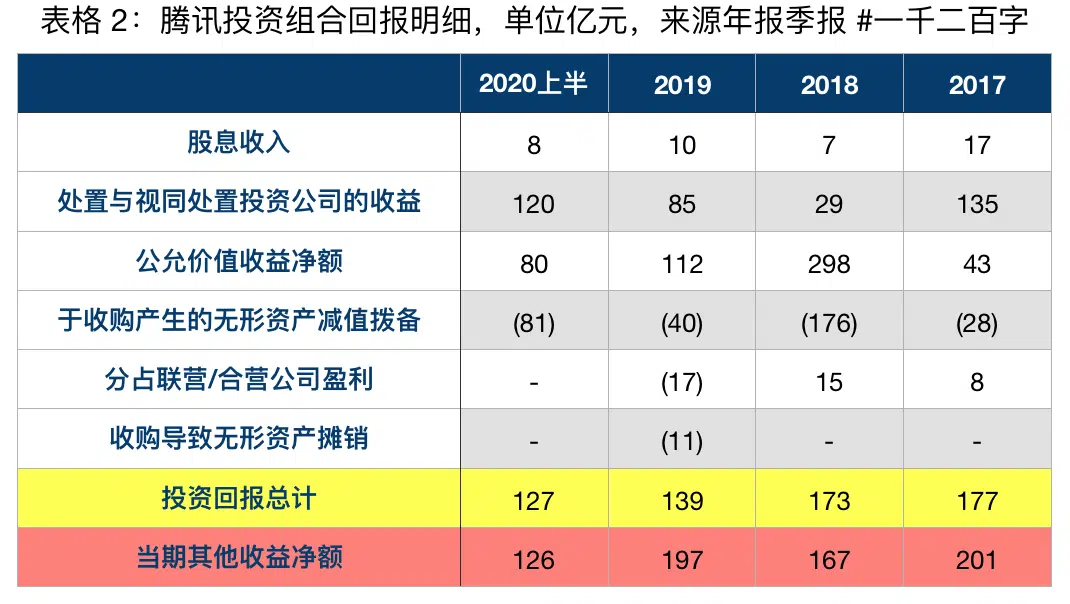 表格 2：腾讯投资组合回报明细，单位亿元，来源年报季报 #一千二百字
2020上半 2019 2018 2017
股息收入 8 10 7 17
处置与视同处置投资公司的收益 120 85 29 135
公允价值收益净额 80 112 298 43
于收购产生的无形资产减值拨备 (81) (40) (176) (28)
分占联营/合营公司盈利 - (17) 15 8
收购导致无形资产摊销 - (11) - -
投资回报总计 127 139 173 177
当期其他收益净额 126 197 167 201